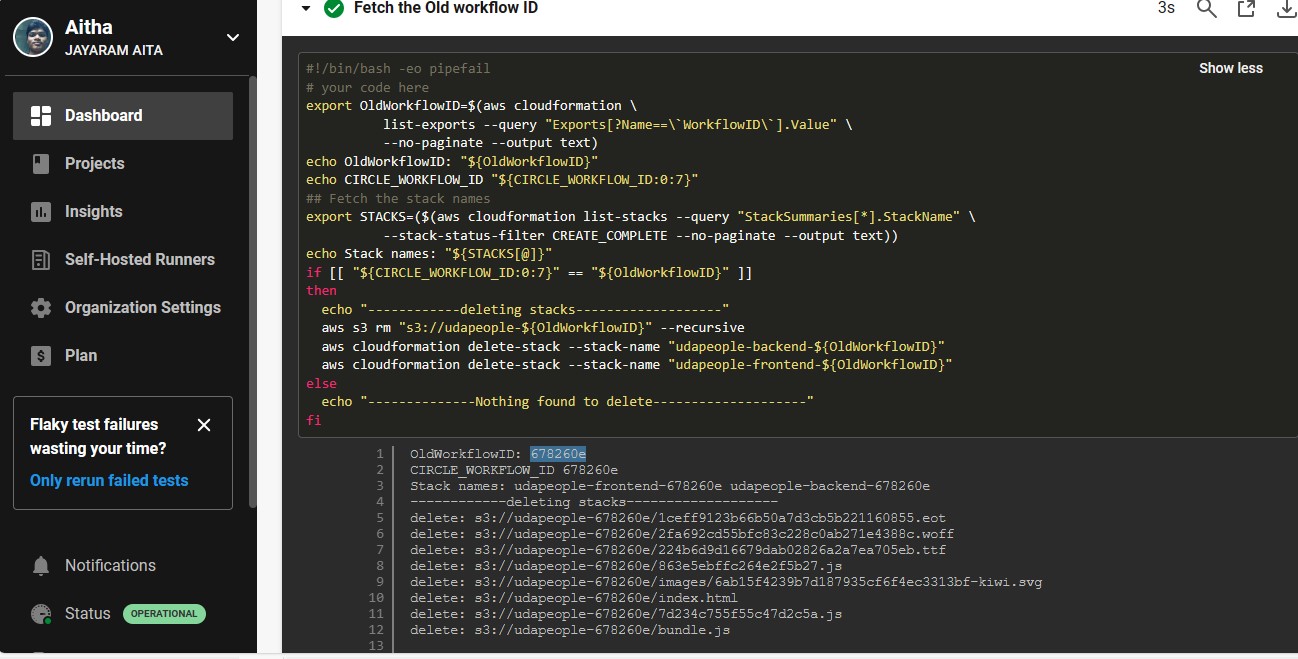 Aitha
JAYARAM AITA
Dashboard
Projects
Insights
Self-Hosted Runners
Organization Settings
Plan
Flaky test failures
wasting your time?
Only rerun failed tests
Notifications
Status OPERATIONAL
Fetch the Old workflow ID 3s
Show less
#!/bin/bash -eo pipefail
# your code here
export OldWorkflowID=$(aws cloudformation \
list-exports --query "Exports[?Name==\`WorkflowID\`].Value" \
--no-paginate --output text)
echo OldWorkflowID: "${OldWorkflowID}"
echo CIRCLE_WORKFLOW_ID "${CIRCLE_WORKFLOW_ID:0:7}"
## Fetch the stack names
export STACKS=($(aws cloudformation list-stacks --query "StackSummaries[*].StackName" \
--stack-status-filter CREATE_COMPLETE --no-paginate --output text))
echo Stack names: "${STACKS[@]}"
if [[ "${CIRCLE_WORKFLOW_ID:0:7}" == "${OldWorkflowID}" ]]
then
echo "------------deleting stacks-------------------"
aws s3 rm "s3://udapeople-${OldWorkflowID}" --recursive
aws cloudformation delete-stack --stack-name "udapeople-backend-${OldWorkflowID}"
aws cloudformation delete-stack --stack-name "udapeople-frontend-${OldWorkflowID}"
else
echo "--------------Nothing found to delete--------------------"
fi
1 OldWorkflowID: 678260e
2 CIRCLE_WORKFLOW_ID 678260e
3 Stack names: udapeople-frontend-678260e udapeople-backend-678260e
4 ------------deleting stacks-------------------
5 delete: s3://udapeople-678260e/1ceff9123b66b50a7d3cb5b221160855.eot
6 delete: s3://udapeople-678260e/2fa692cd55bfc83c228c0ab271e4388c.woff
7 delete: s3://udapeople-678260e/224b6d9d16679dab02826a2a7ea705eb.ttf
8 delete: s3://udapeople-678260e/863e5ebffc264e2f5b27.js
9 delete: s3://udapeople-678260e/images/6ab15f4239b7d187935cf6f4ec3313bf-kiwi.svg
10 delete: s3://udapeople-678260e/index.html
11 delete: s3://udapeople-678260e/7d234c755f55c47d2c5a.js
12 delete: s3://udapeople-678260e/bundle.js
13